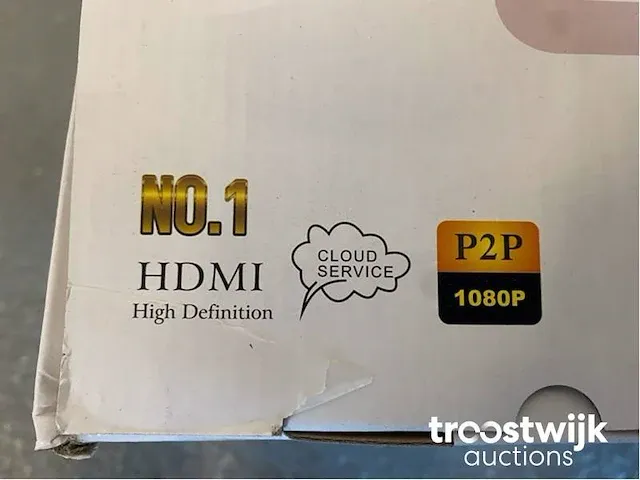 NO.1
HDMI
High Definition
CLOUD
SERVICE
P2P
1080P
troostwijk
auctions